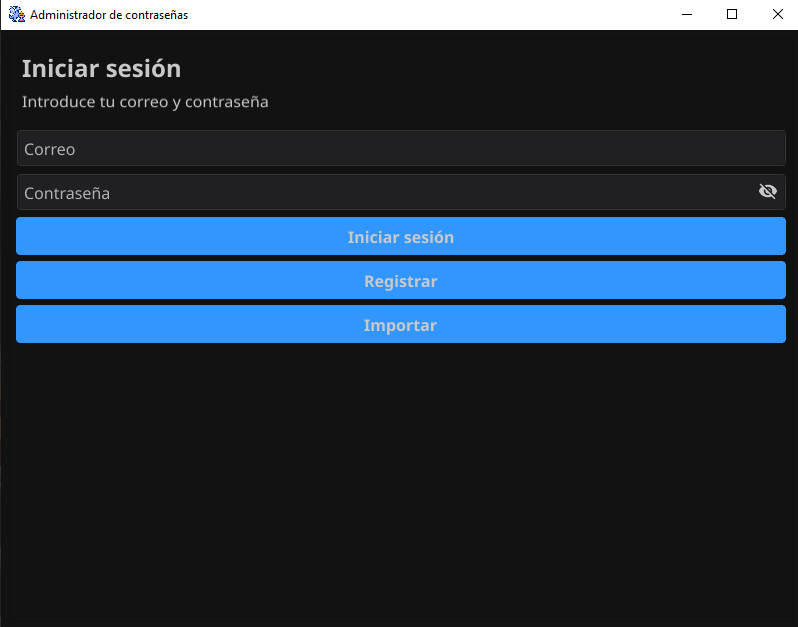 Administrador de contraseñas
Iniciar sesión
Introduce tu correo y contraseña
Correo
Contraseña
Iniciar sesión
Registrar
Importar